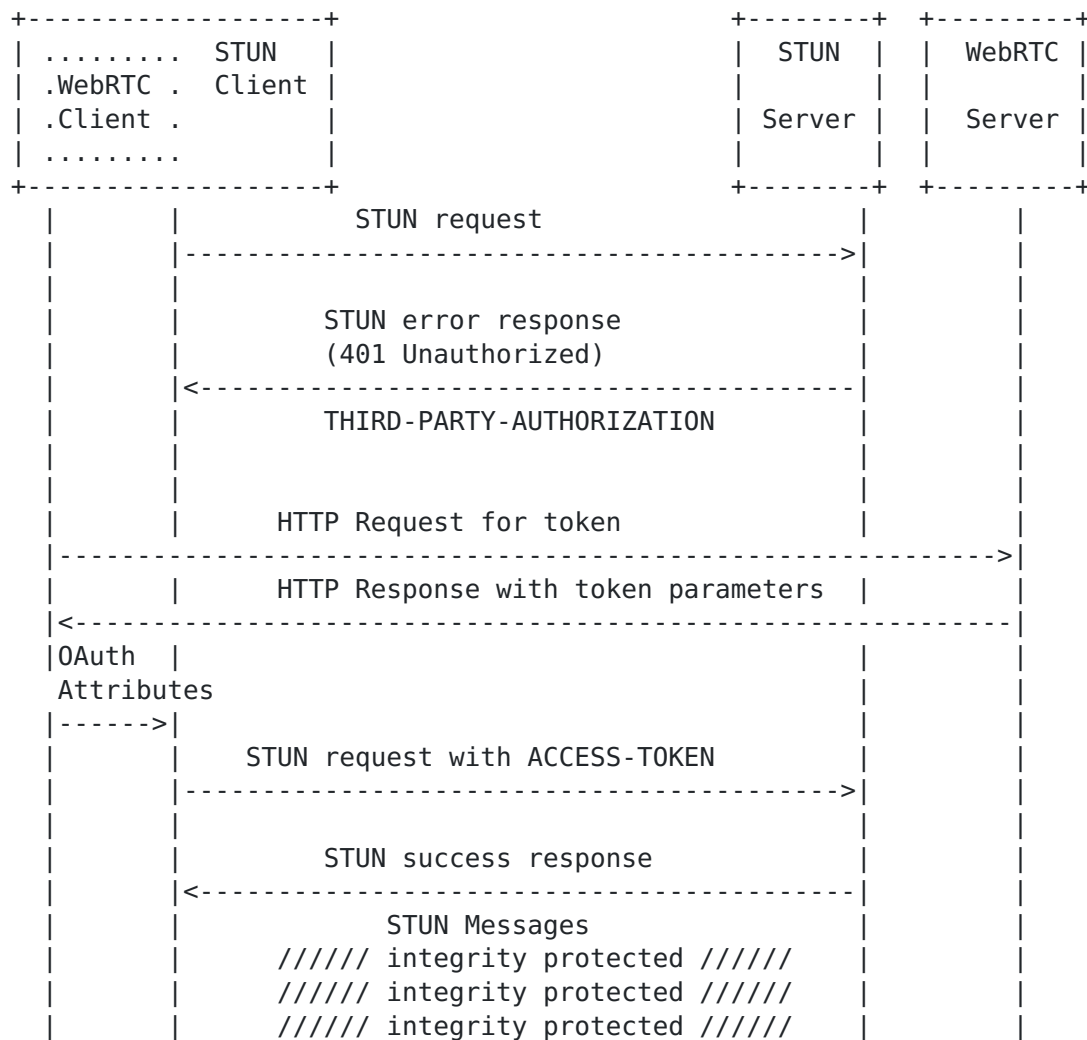 +-------------------+                         +--------+  +---------+
| .........  STUN   |                         |  STUN  |  |  WebRTC |
| .WebRTC .  Client |                         |        |  |         |
| .Client .         |                         | Server |  |  Server |
| .........         |                         |        |  |         |
+-------------------+                         +--------+  +---------+
  |       |           STUN request                    |         |
  |       |------------------------------------------>|         |
  |       |                                           |         |
  |       |         STUN error response               |         |
  |       |         (401 Unauthorized)                |         |
  |       |<------------------------------------------|         |
  |       |         THIRD-PARTY-AUTHORIZATION         |         |
  |       |                                           |         |
  |       |                                           |         |
  |       |      HTTP Request for token               |         |
  |------------------------------------------------------------>|
  |       |      HTTP Response with token parameters  |         |
  |<------------------------------------------------------------|
  |OAuth  |                                           |         |
   Attributes                                         |         |
  |------>|                                           |         |
  |       |    STUN request with ACCESS-TOKEN         |         |
  |       |------------------------------------------>|         |
  |       |                                           |         |
  |       |         STUN success response             |         |
  |       |<------------------------------------------|         |
  |       |             STUN Messages                 |         |
  |       |      ////// integrity protected //////    |         |
  |       |      ////// integrity protected //////    |         |
  |       |      ////// integrity protected //////    |         |